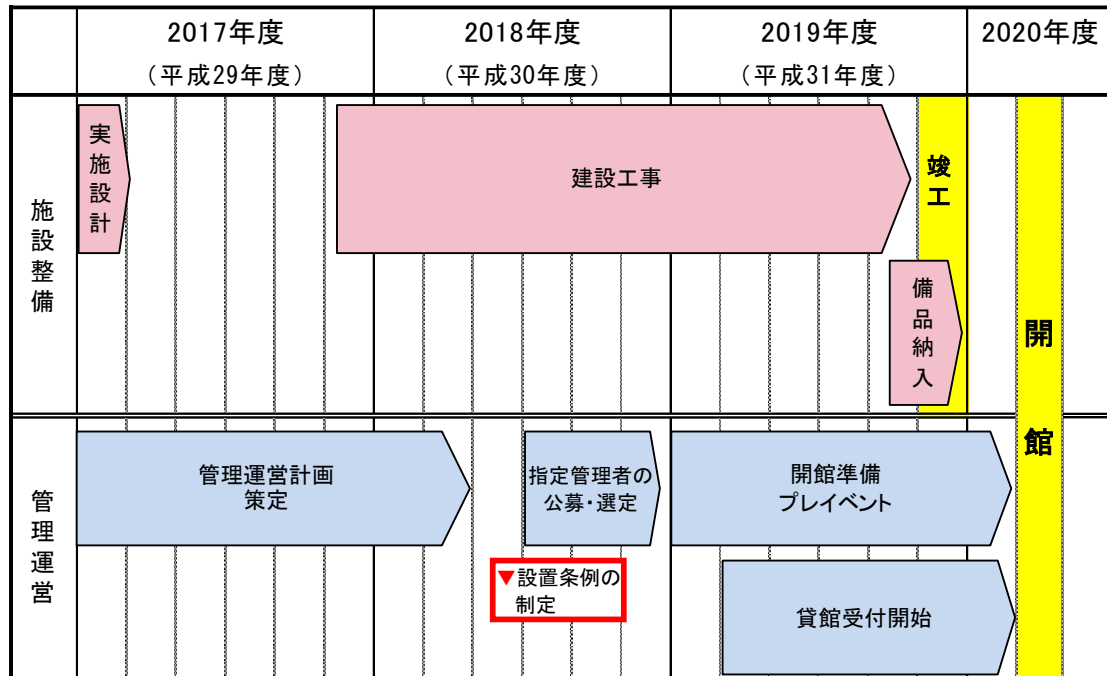 2017年度
（平成29年度）
2018年度
（平成30年度）
2019年度
（平成31年度）
2020年度
施設整備
実施設計
建設工事
竣工
備品納入
開館
管理運営
管理運営計画
策定
指定管理者の
公募・選定
開館準備
プレイベント
▼設置条例の
制定
貸館受付開始